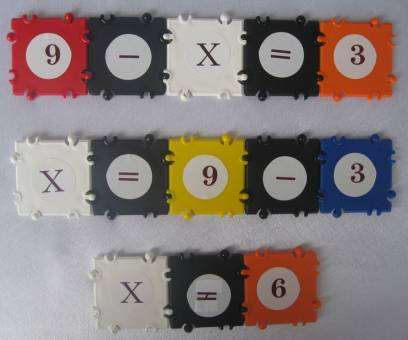 9 − X = 3
X = 9 − 3
X = 6